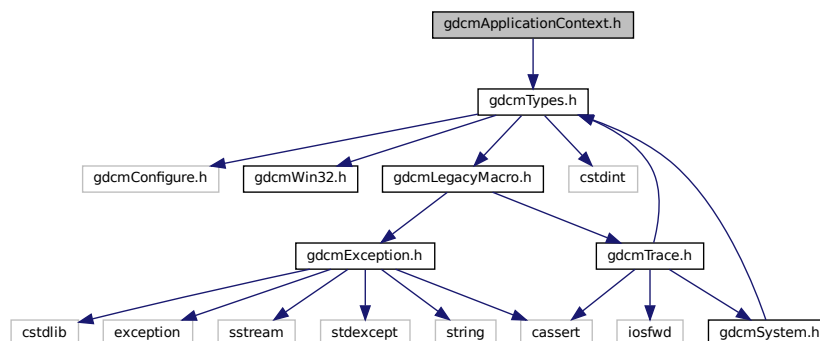 gdcmApplicationContext.h
gdcmTypes.h
gdcmConfigure.h
gdcmWin32.h
gdcmLegacyMacro.h
cstdint
gdcmException.h
gdcmTrace.h
cstdlib
exception
sstream
stdexcept
string
cassert
iosfwd
gdcmSystem.h